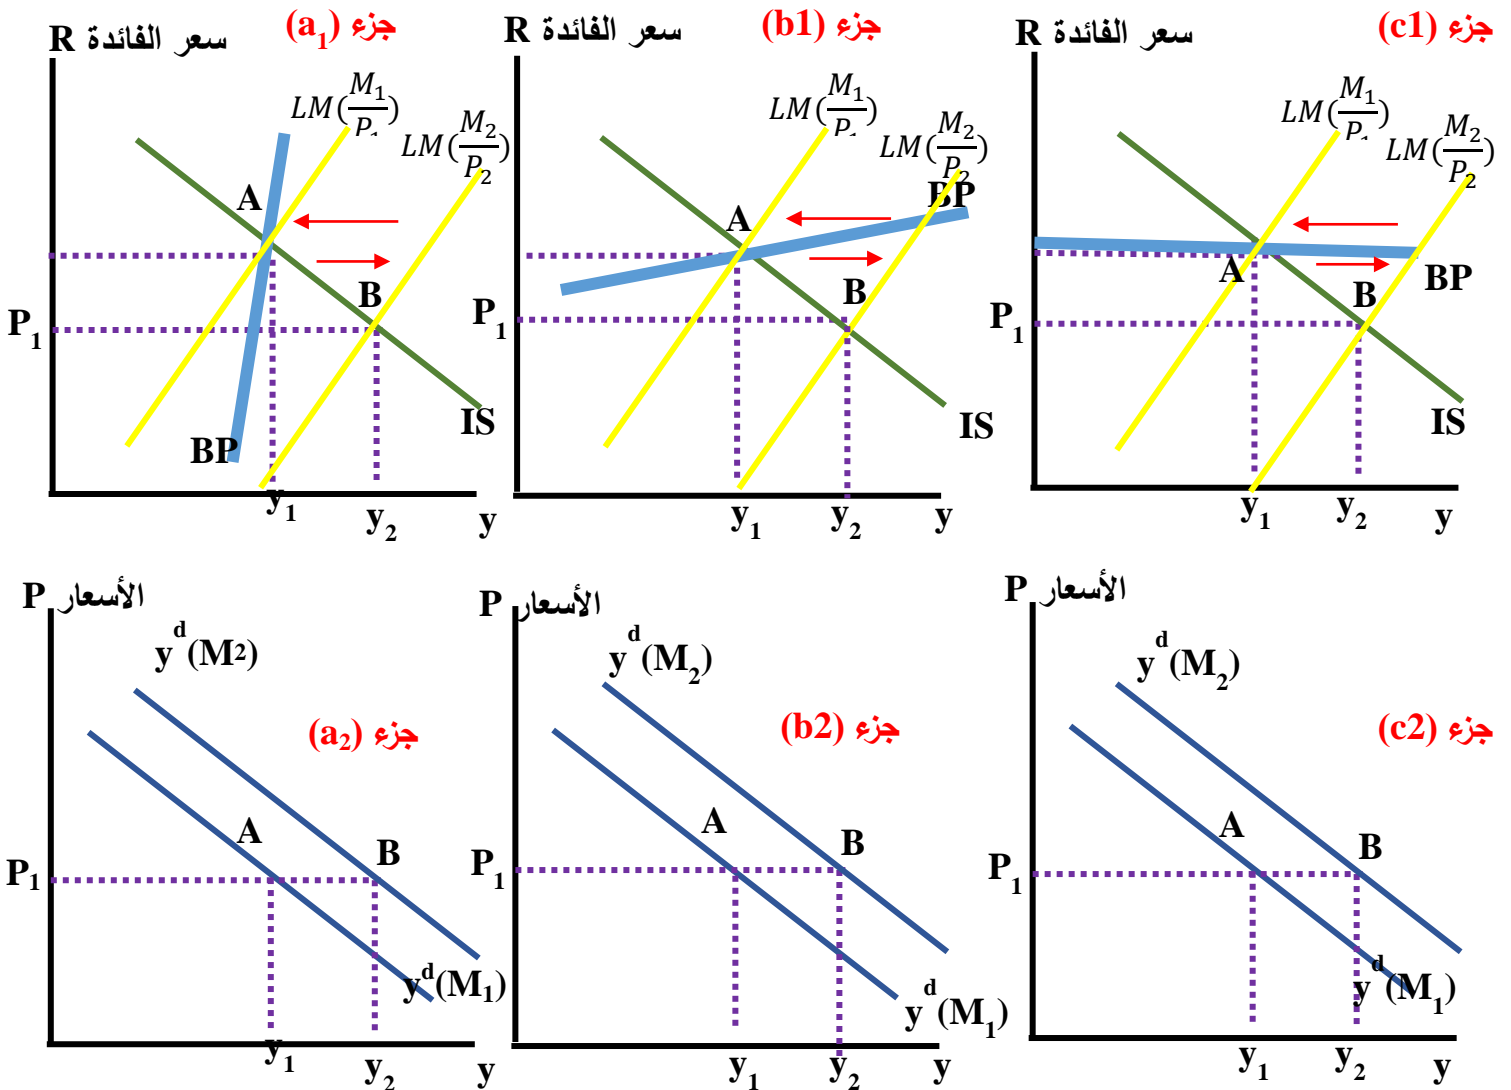 R سعر الفائدة
جزء (a₁)
LM(M₁/P₁)
LM(M₂/P₂)
A
B
P₁
BP
IS
y₁
y₂
y
R سعر الفائدة
جزء (b1)
LM(M₁/P₁)
LM(M₂/P₂)
BP
A
B
P₁
IS
y₁
y₂
y
R سعر الفائدة
جزء (c1)
LM(M₁/P₁)
LM(M₂/P₂)
A
B
BP
P₁
IS
y₁
y₂
y
P الأسعار
yᵈ(M2)
جزء (a₂)
A
B
P₁
yᵈ(M₁)
y₁
y₂
y
P الأسعار
yᵈ(M₂)
جزء (b2)
A
B
P₁
yᵈ(M₁)
y₁
y₂
y
P الأسعار
yᵈ(M₂)
جزء (c2)
A
B
P₁
yᵈ(M₁)
y₁
y₂
y